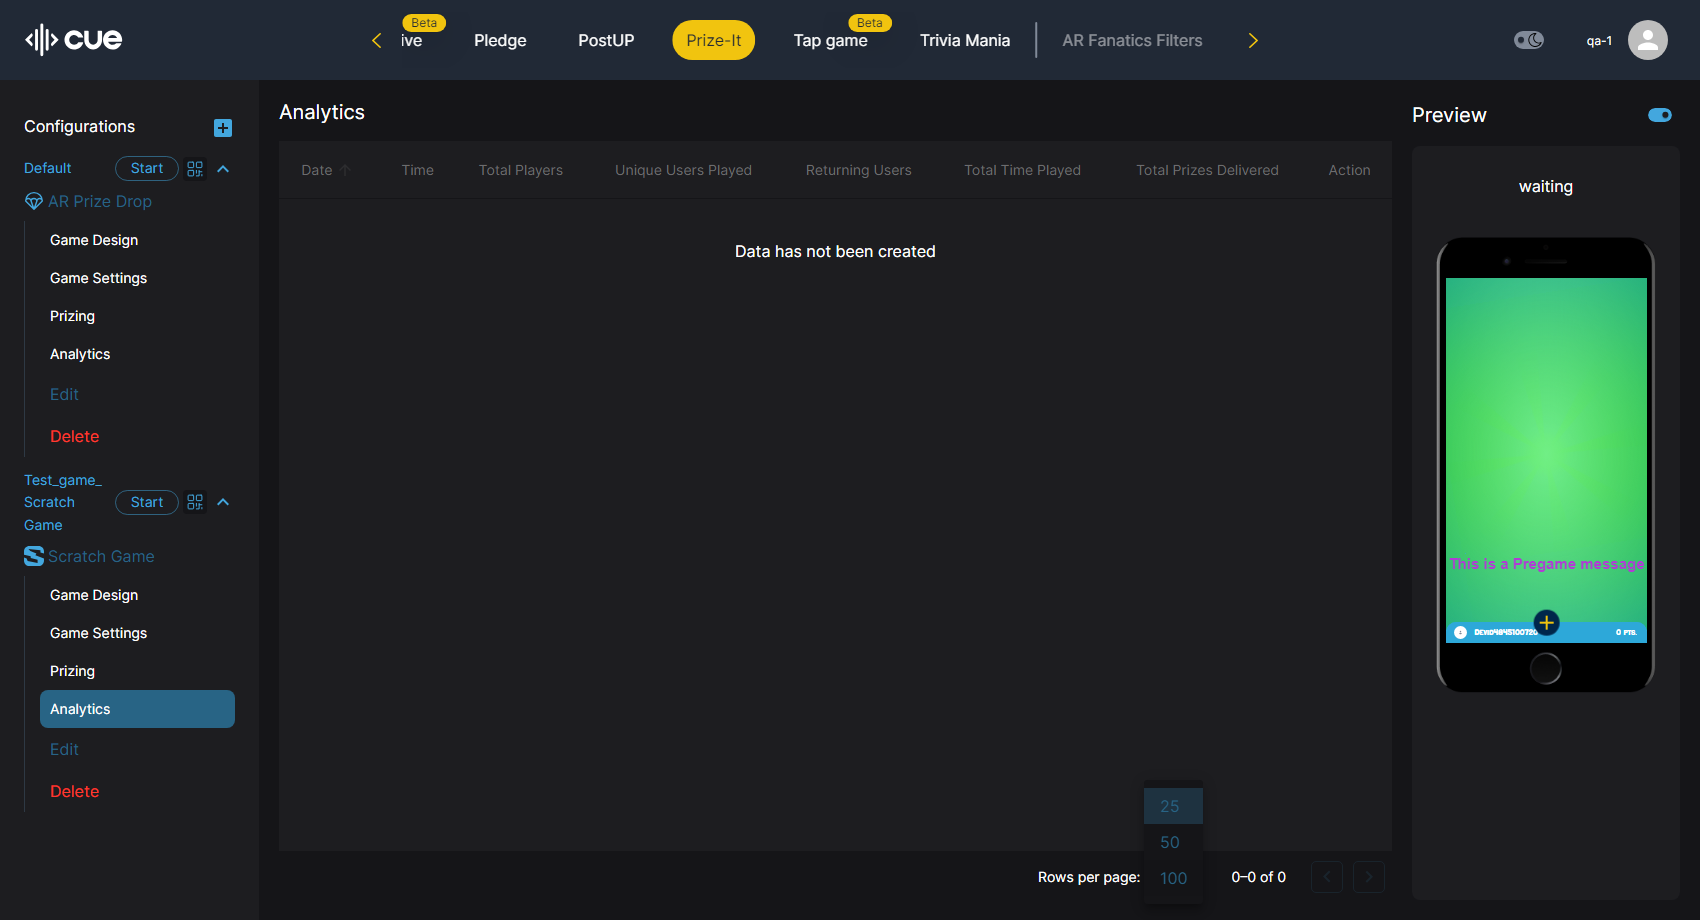 cue
Beta
ive
Pledge
PostUP
Prize-It
Beta
Tap game
Trivia Mania
AR Fanatics Filters
qa-1
Configurations
Default
Start
AR Prize Drop
Game Design
Game Settings
Prizing
Analytics
Edit
Delete
Test_game_
Scratch
Game
Start
Scratch Game
Game Design
Game Settings
Prizing
Analytics
Edit
Delete
Analytics
Date Time Total Players Unique Users Played Returning Users Total Time Played Total Prizes Delivered Action
Data has not been created
25
50
100
Rows per page:
0–0 of 0
Preview
waiting
This is a Pregame message
0 PTS.